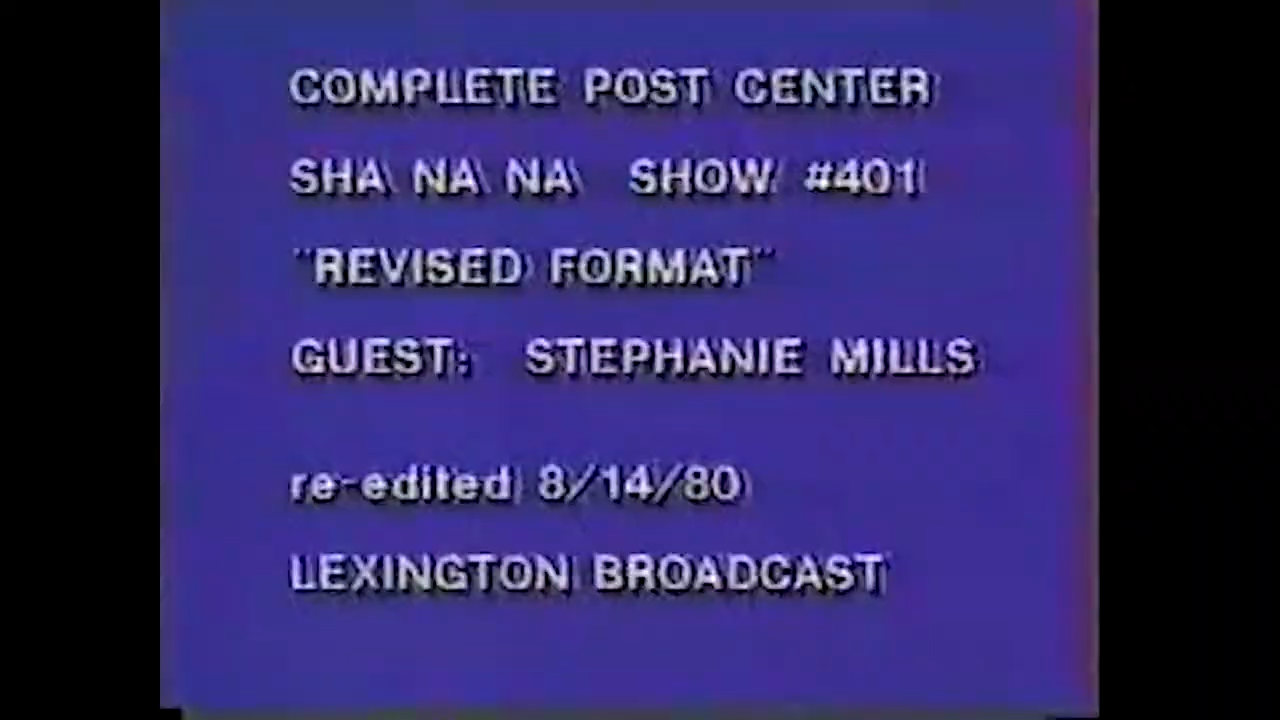 COMPLETE POST CENTER
SHA NA NA SHOW #401
"REVISED FORMAT"
GUEST: STEPHANIE MILLS
re-edited 8/14/80
LEXINGTON BROADCAST